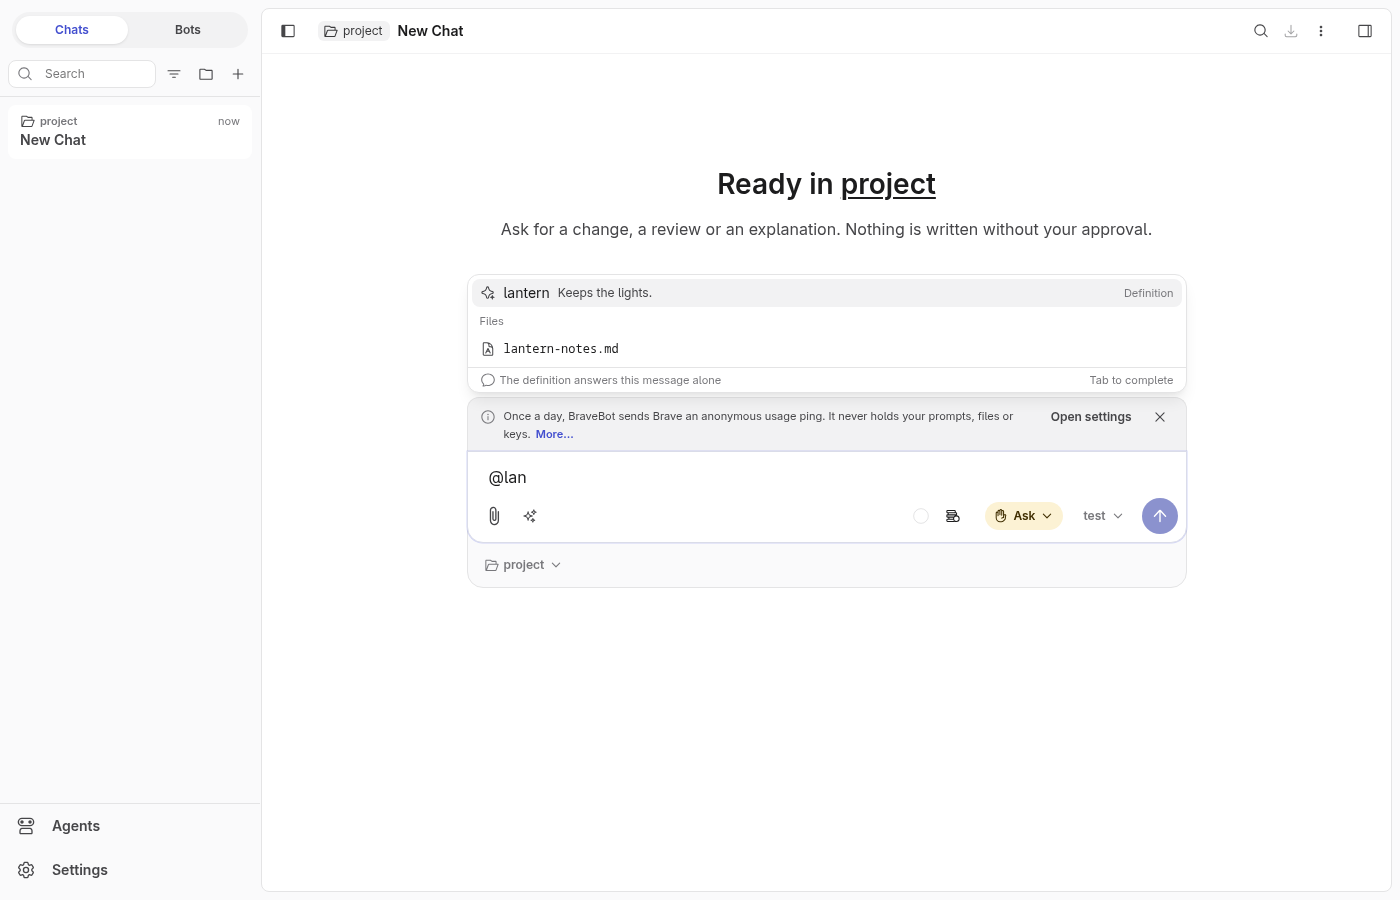 Chats
Bots
Search
project
now
New Chat
Agents
Settings
project
New Chat
Ready in project
Ask for a change, a review or an explanation. Nothing is written without your approval.
lantern Keeps the lights. Definition
Files
lantern-notes.md
The definition answers this message alone Tab to complete
Once a day, BraveBot sends Brave an anonymous usage ping. It never holds your prompts, files or
keys. More...
Open settings
@lan
Ask
test
project